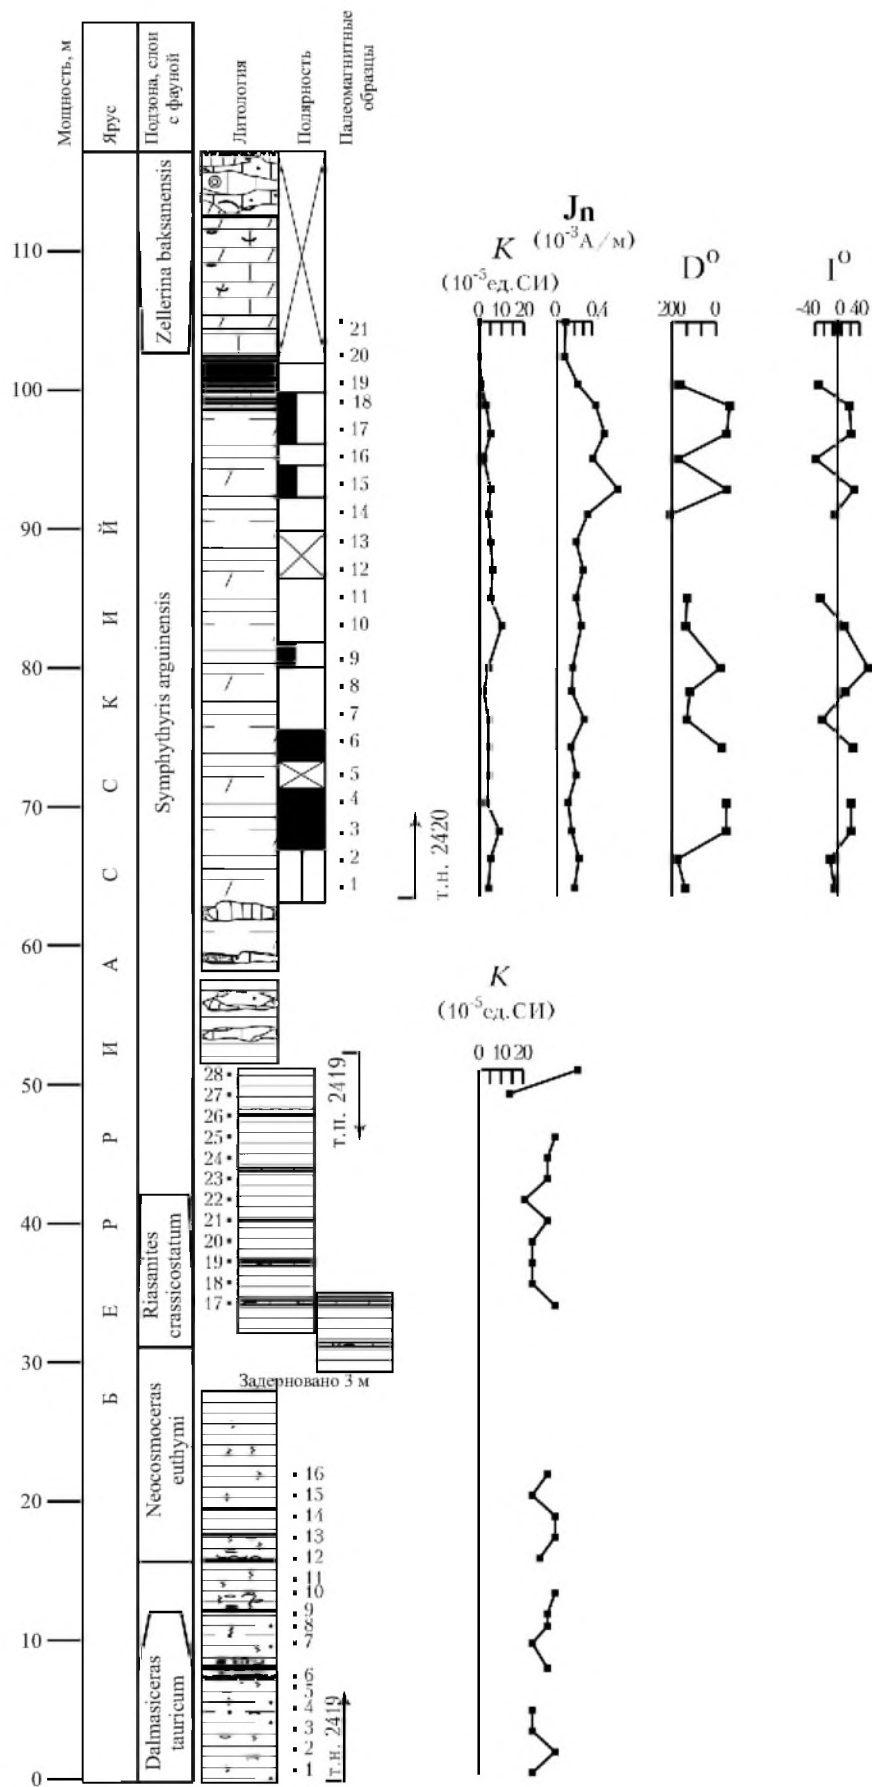 Мощность, м
Ярус
Подзона, слои
с фауной
Литология
Полярность
Палеомагнитные
образцы
Zellerina baksanensis
Symphythyris arguinensis
Riasanites
crassicostatum
Neocosmoceras
euthymi
Dalmasiceras
tauricum
Б Е Р Р И А С С К И Й
110
100
90
80
70
60
50
40
30
20
10
0
21
20
19
18
17
16
15
14
13
12
11
10
9
8
7
6
5
4
3
2
1
т.н. 2420
K
(10⁻⁵ед.СИ)
0 10 20
Jn
(10⁻³А/м)
0 0,4
D°
200 0
I°
-40 0 40
28
27
26
25
24
23
22
21
20
19
18
17
т.н. 2419
Задерновано 3 м
K
(10⁻⁵ед.СИ)
0 10 20
16
15
14
13
12
11
10
9
8
7
6
5
4
3
2
1
т.н. 2419